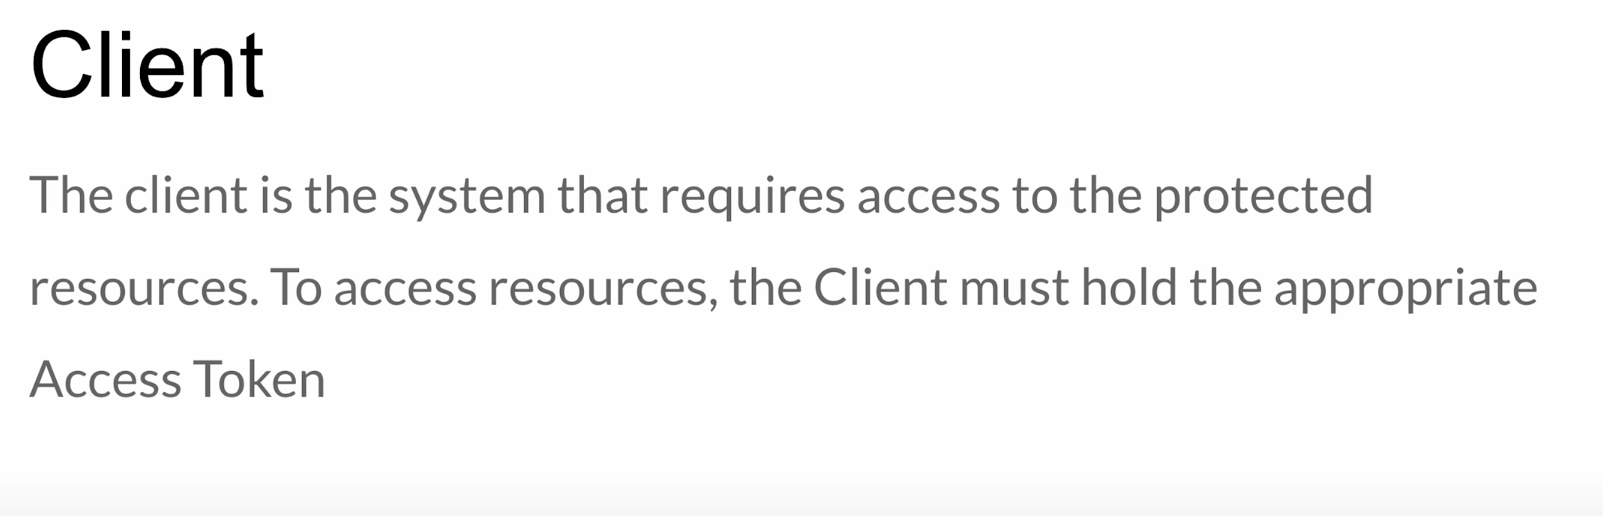 Client
The client is the system that requires access to the protected
resources. To access resources, the Client must hold the appropriate
Access Token